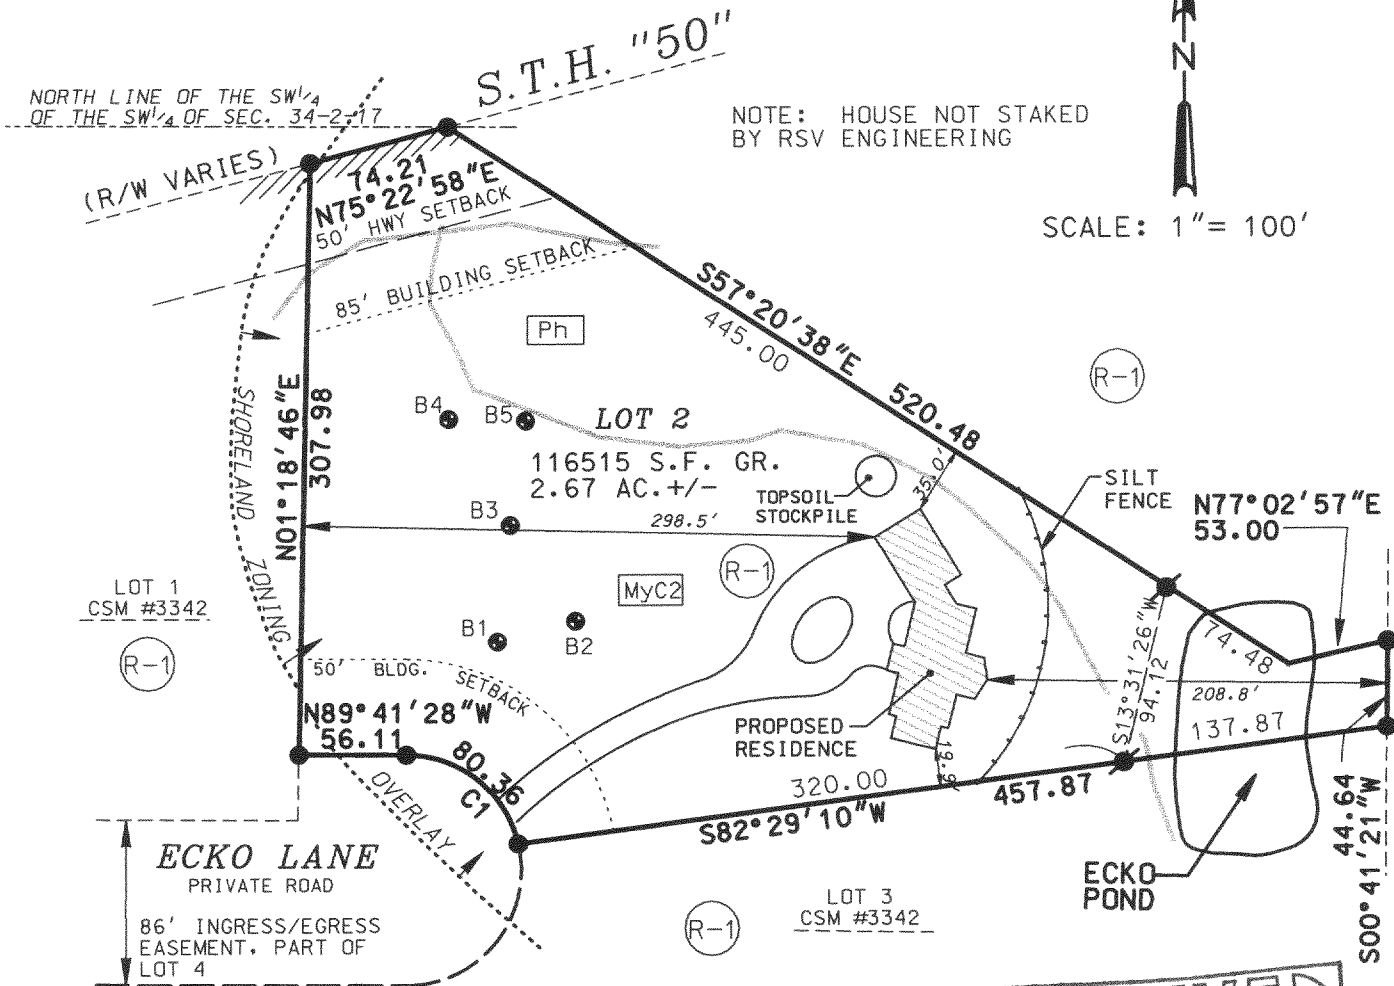 S.T.H. "50"
NORTH LINE OF THE SW¹/₄
OF THE SW¹/₄ OF SEC. 34-2-17
NOTE: HOUSE NOT STAKED
BY RSV ENGINEERING
N
SCALE: 1"= 100'
(R/W VARIES)
74.21
N75°22'58"E
50' HWY SETBACK
85' BUILDING SETBACK
Ph
S57°20'38"E
445.00
520.48
R-1
SHORELAND ZONING
N01°18'46"E
307.98
B4
B5
LOT 2
116515 S.F. GR.
2.67 AC.+/-
TOPSOIL
STOCKPILE
35.0'
SILT
FENCE
N77°02'57"E
53.00
B3
298.5'
R-1
MyC2
LOT 1
CSM #3342
R-1
B1
B2
S13°31'26"W
94.12
74.48
208.8'
137.87
50' BLDG. SETBACK
N89°41'28"W
56.11
80.36
C1
PROPOSED
RESIDENCE
19.9'
320.00
457.87
S82°29'10"W
OVERLAY
44.64
S00°41'21"W
ECKO LANE
PRIVATE ROAD
86' INGRESS/EGRESS
EASEMENT. PART OF
LOT 4
R-1
LOT 3
CSM #3342
ECKO
POND